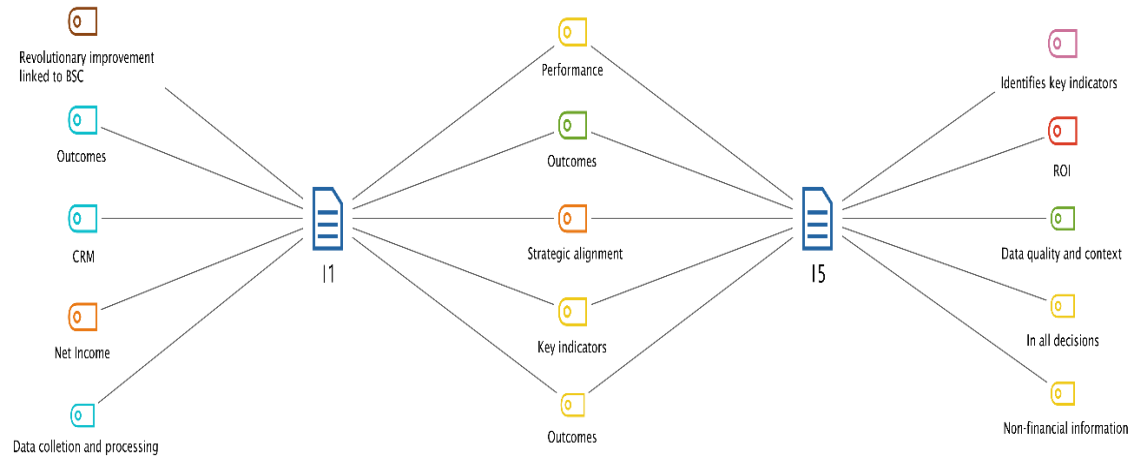 Revolutionary improvement
linked to BSC
Outcomes
CRM
Net Income
Data colletion and processing
I1
Performance
Outcomes
Strategic alignment
Key indicators
Outcomes
I5
Identifies key indicators
ROI
Data quality and context
In all decisions
Non-financial information